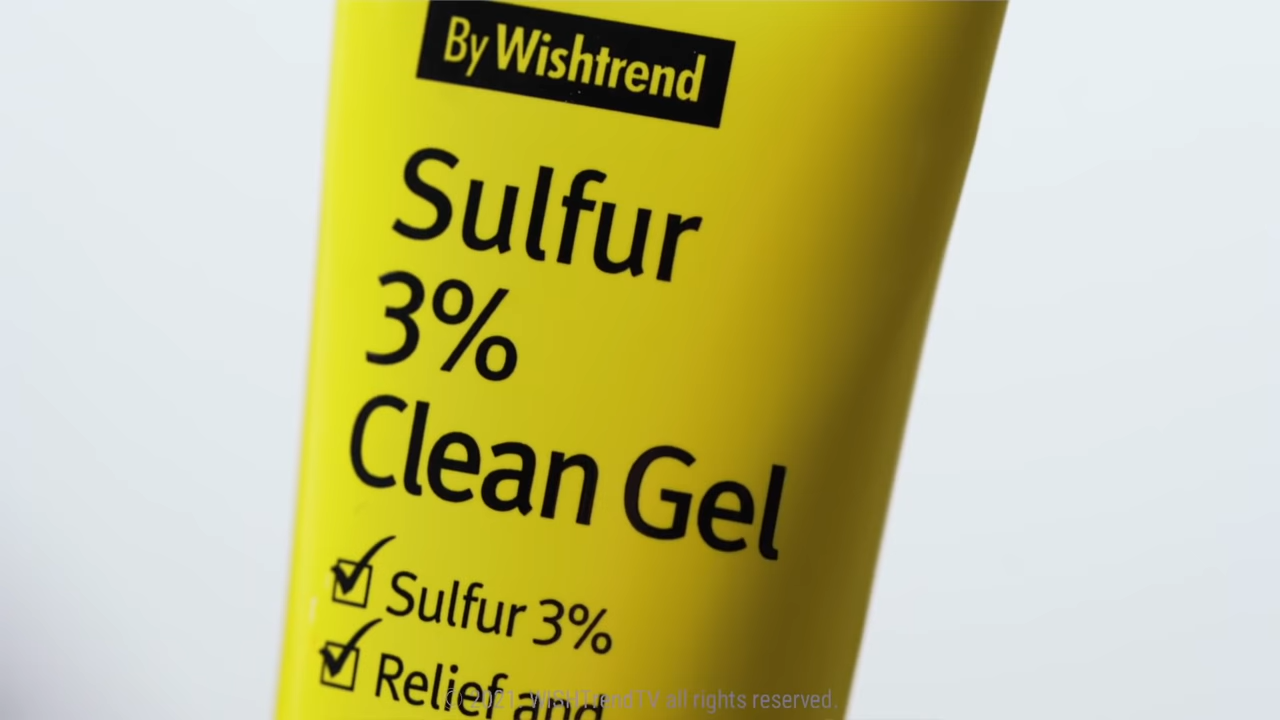 By Wishtrend
Sulfur
3%
Clean Gel
Sulfur 3%
Relief and
© 2021. WISHTrendTV all rights reserved.